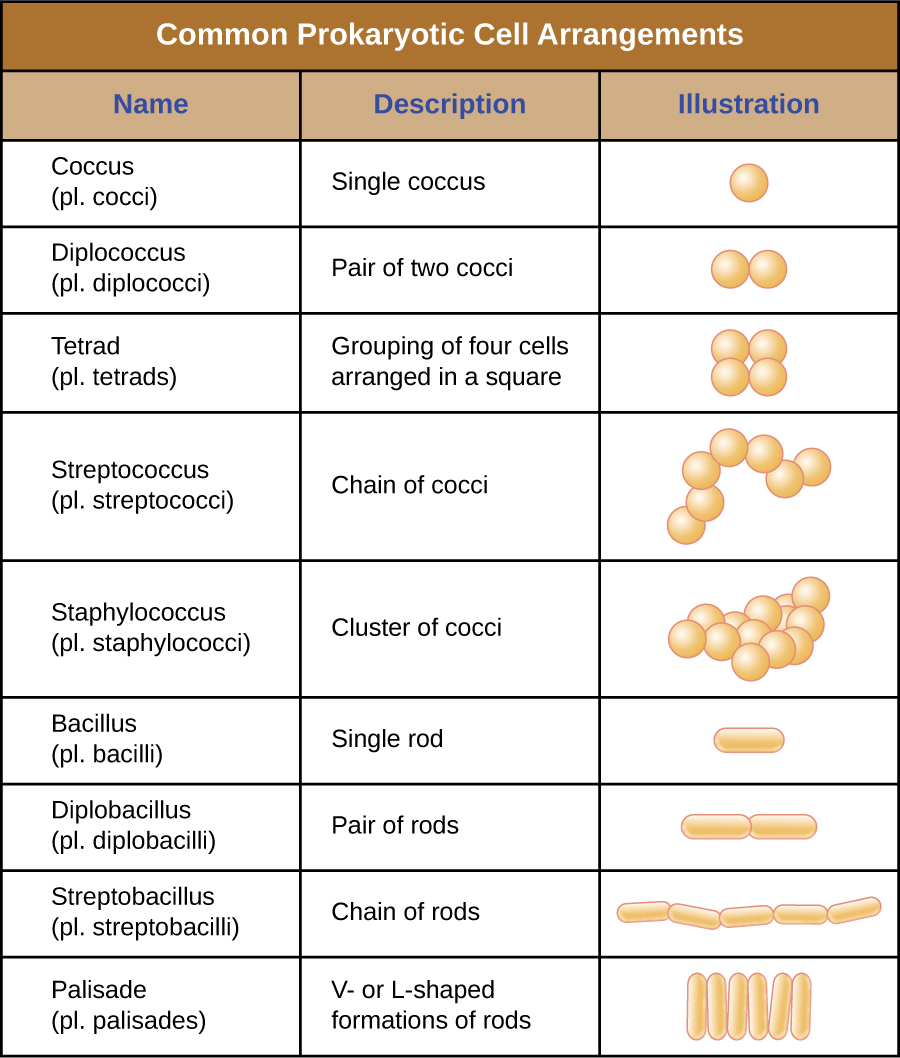 Common Prokaryotic Cell Arrangements
Name
Description
Illustration
Coccus
(pl. cocci)
Single coccus
Diplococcus
(pl. diplococci)
Pair of two cocci
Tetrad
(pl. tetrads)
Grouping of four cells
arranged in a square
Streptococcus
(pl. streptococci)
Chain of cocci
Staphylococcus
(pl. staphylococci)
Cluster of cocci
Bacillus
(pl. bacilli)
Single rod
Diplobacillus
(pl. diplobacilli)
Pair of rods
Streptobacillus
(pl. streptobacilli)
Chain of rods
Palisade
(pl. palisades)
V- or L-shaped
formations of rods